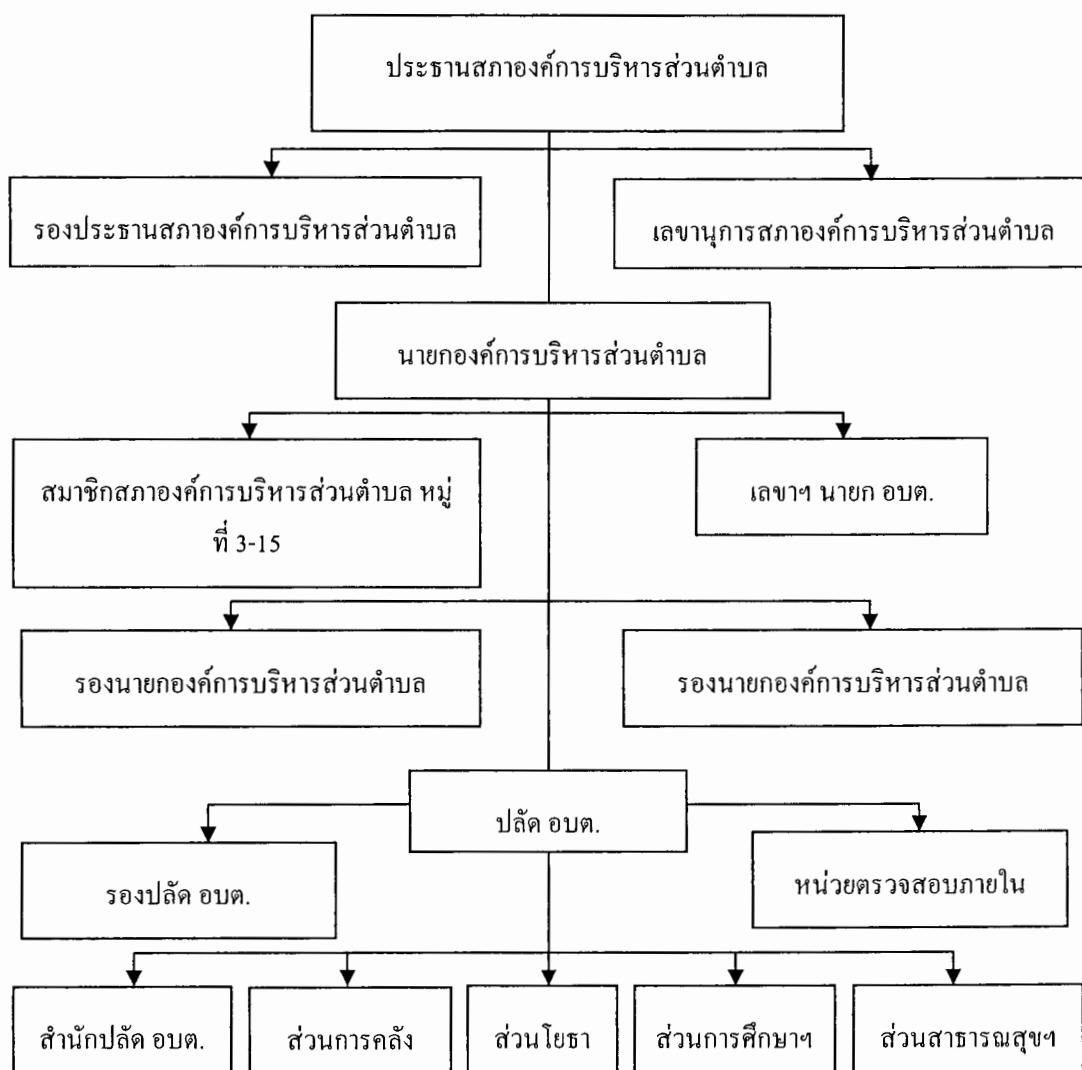 ประธานสภาองค์การบริหารส่วนตำบล
รองประธานสภาองค์การบริหารส่วนตำบล
เลขานุการสภาองค์การบริหารส่วนตำบล
นายกองค์การบริหารส่วนตำบล
สมาชิกสภาองค์การบริหารส่วนตำบล หมู่
ที่ 3-15
เลขาฯ นายก อบต.
รองนายกองค์การบริหารส่วนตำบล
รองนายกองค์การบริหารส่วนตำบล
ปลัด อบต.
รองปลัด อบต.
หน่วยตรวจสอบภายใน
สำนักปลัด อบต.
ส่วนการคลัง
ส่วนโยธา
ส่วนการศึกษาฯ
ส่วนสาธารณสุขฯ